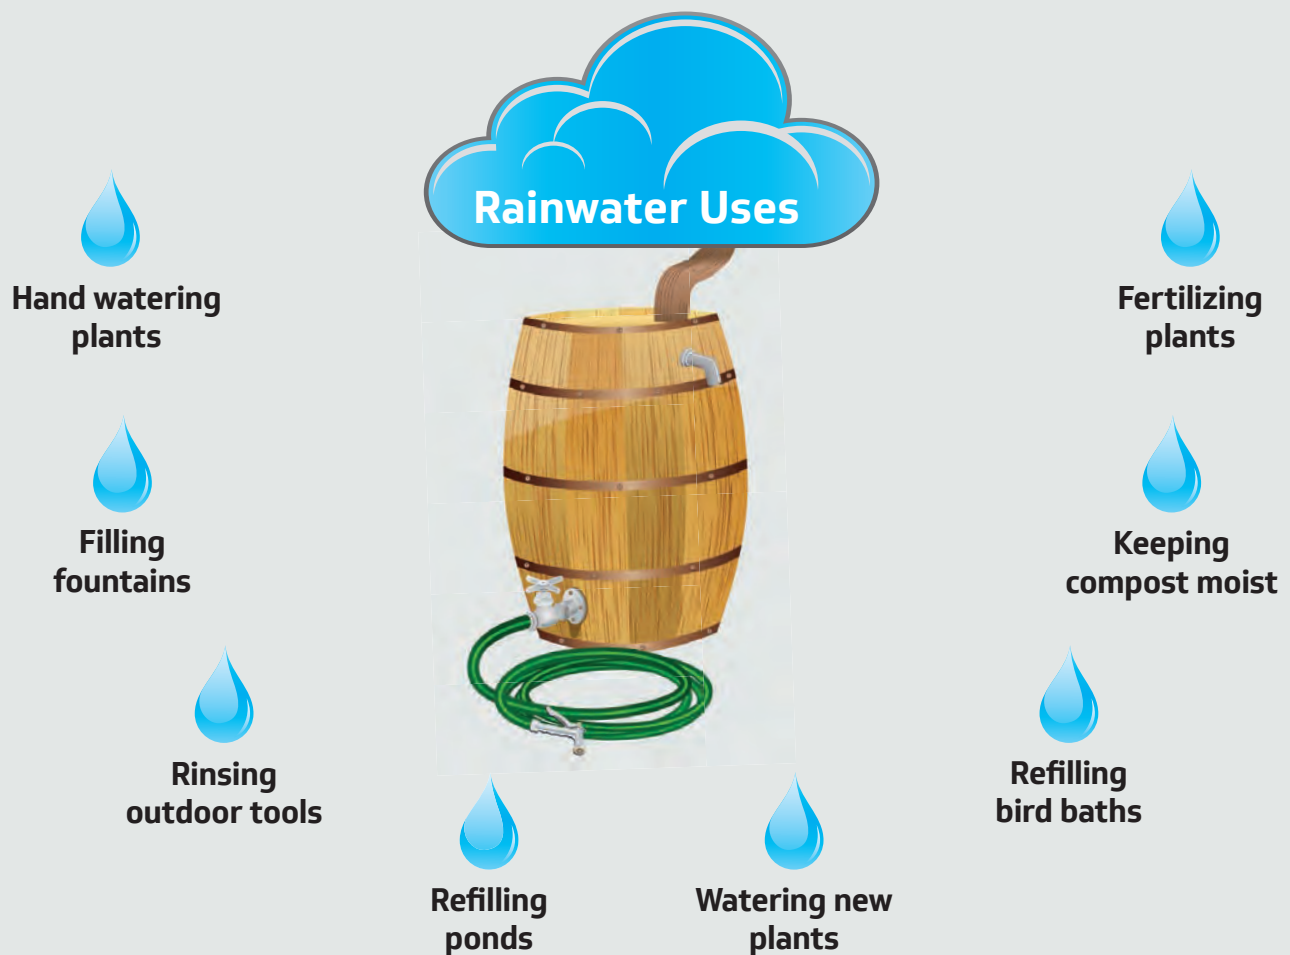 Rainwater Uses
Hand watering
plants
Filling
fountains
Rinsing
outdoor tools
Refilling
ponds
Watering new
plants
Refilling
bird baths
Keeping
compost moist
Fertilizing
plants